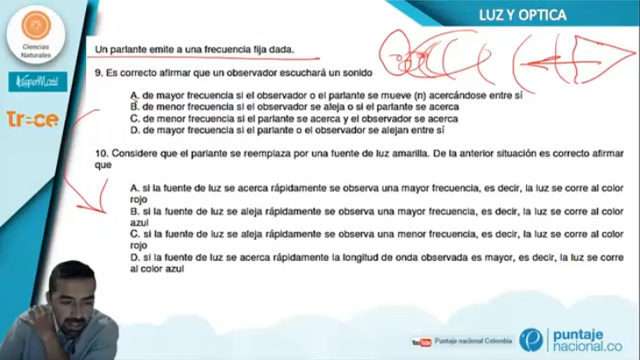 LUZ Y OPTICA
Ciencias
Naturales
Un parlante emite a una frecuencia fija dada.
9. Es correcto afirmar que un observador escuchará un sonido
A. de mayor frecuencia si el observador o el parlante se mueve (n) acercándose entre sí
B. de menor frecuencia si el observador se aleja o si el parlante se acerca
C. de menor frecuencia si el parlante se acerca y el observador se acerca
D. de mayor frecuencia si el parlante o el observador se alejan entre sí
10. Considere que el parlante se reemplaza por una fuente de luz amarilla. De la anterior situación es correcto afirmar
que
A. si la fuente de luz se acerca rápidamente se observa una mayor frecuencia, es decir, la luz se corre al color
rojo
B. si la fuente de luz se aleja rápidamente se observa una mayor frecuencia, es decir, la luz se corre al color
azul
C. si la fuente de luz se aleja rápidamente se observa una menor frecuencia, es decir, la luz se corre al color
rojo
D. si la fuente de luz se acerca rápidamente la longitud de onda observada es mayor, es decir, la luz se corre
al color azul
YouTube
Puntaje nacional Colombia
puntaje
nacional.co